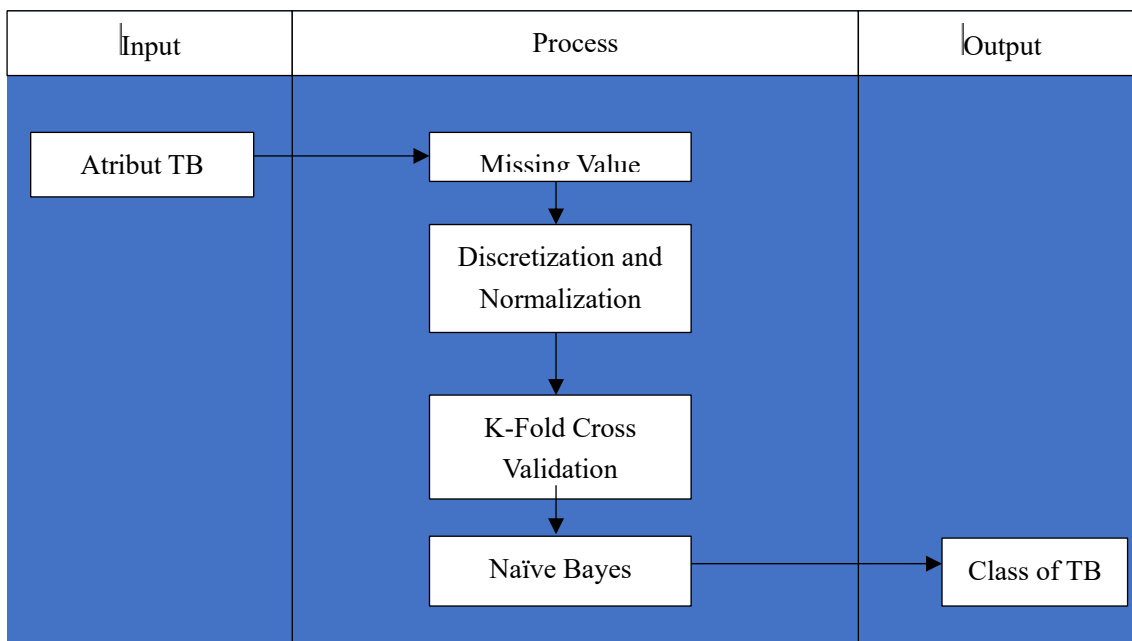 Input
Process
Output
Atribut TB
Missing Value
Discretization and
Normalization
K-Fold Cross
Validation
Naïve Bayes
Class of TB